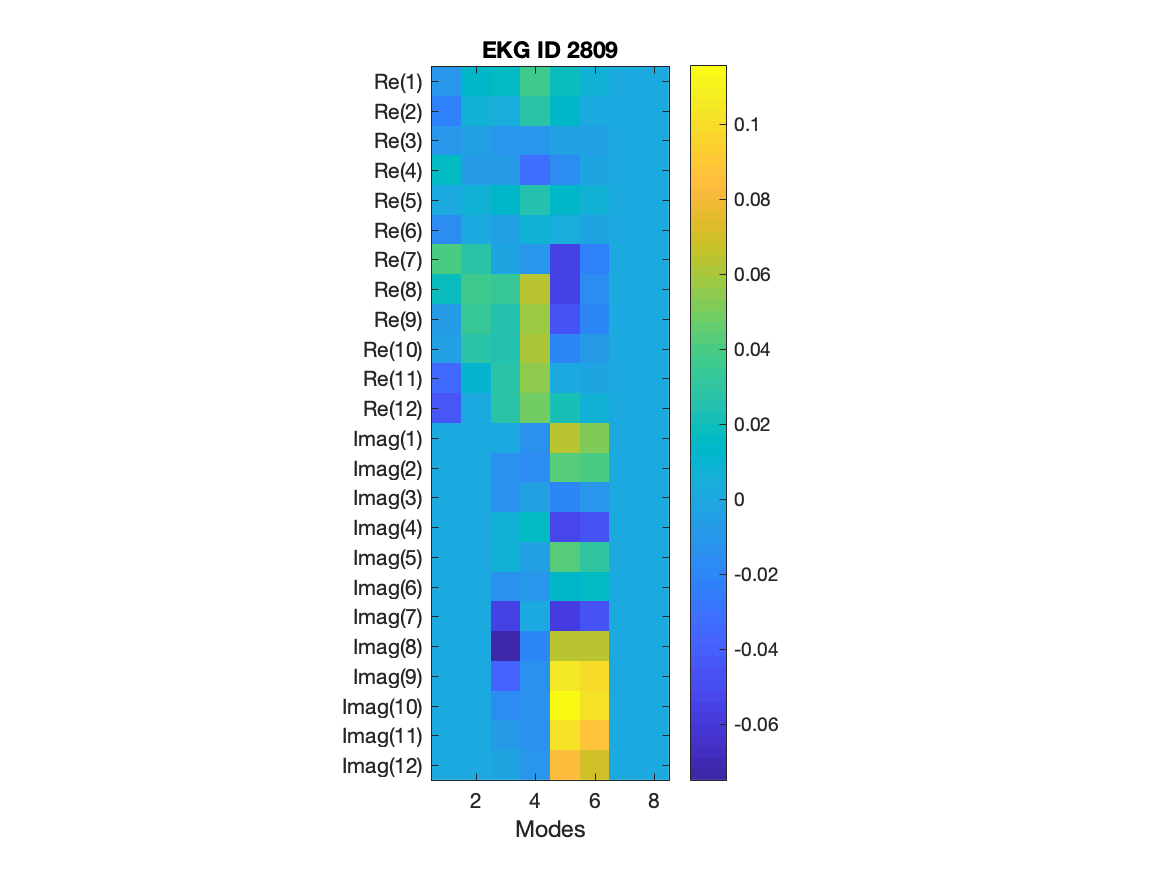 EKG ID 2809
Re(1)
Re(2)
Re(3)
Re(4)
Re(5)
Re(6)
Re(7)
Re(8)
Re(9)
Re(10)
Re(11)
Re(12)
Imag(1)
Imag(2)
Imag(3)
Imag(4)
Imag(5)
Imag(6)
Imag(7)
Imag(8)
Imag(9)
Imag(10)
Imag(11)
Imag(12)
2 4 6 8
Modes
0.1
0.08
0.06
0.04
0.02
0
-0.02
-0.04
-0.06